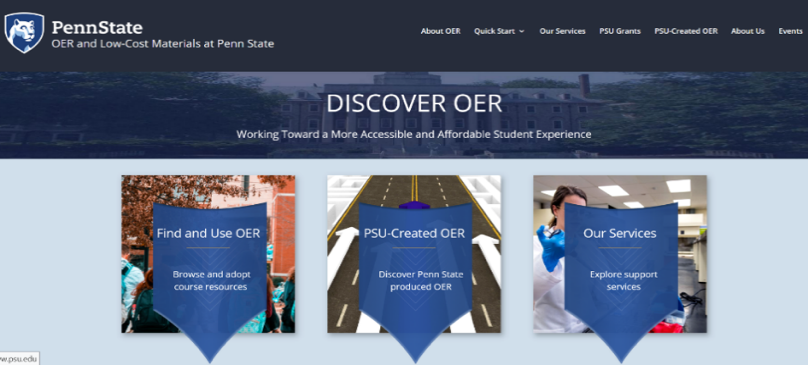 PennState
OER and Low-Cost Materials at Penn State
About OER Quick Start Our Services PSU Grants PSU-Created OER About Us Events
DISCOVER OER
Working Toward a More Accessible and Affordable Student Experience
Find and Use OER
Browse and adopt
course resources
PSU-Created OER
Discover Penn State
produced OER
Our Services
Explore support
services
w.psu.edu